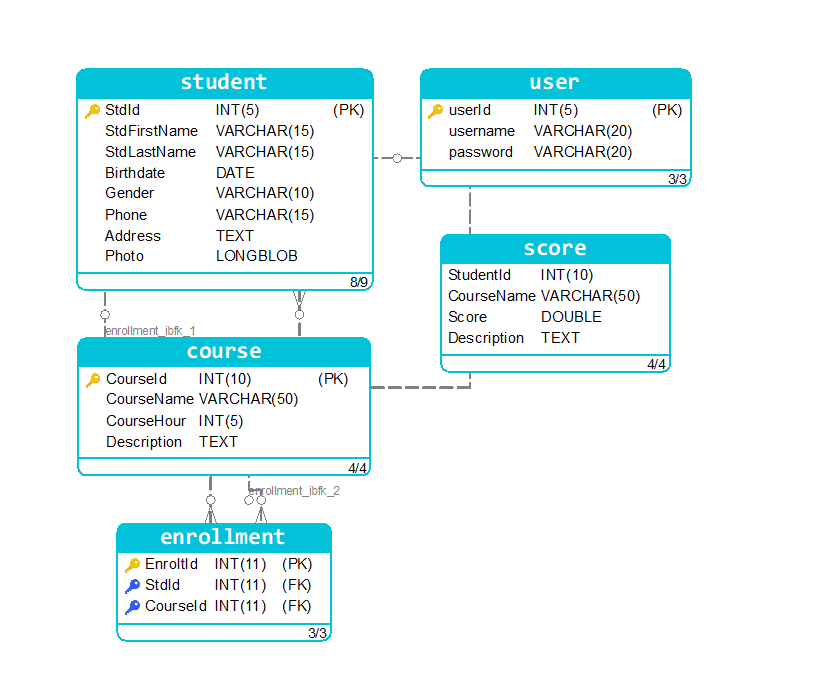 student
StdId INT(5) (PK)
StdFirstName VARCHAR(15)
StdLastName VARCHAR(15)
Birthdate DATE
Gender VARCHAR(10)
Phone VARCHAR(15)
Address TEXT
Photo LONGBLOB
8/9
user
userId INT(5) (PK)
username VARCHAR(20)
password VARCHAR(20)
3/3
score
StudentId INT(10)
CourseName VARCHAR(50)
Score DOUBLE
Description TEXT
4/4
enrollment_ibfk_1
course
CourseId INT(10) (PK)
CourseName VARCHAR(50)
CourseHour INT(5)
Description TEXT
4/4
enrollment_ibfk_2
enrollment
EnroltId INT(11) (PK)
StdId INT(11) (FK)
CourseId INT(11) (FK)
3/3